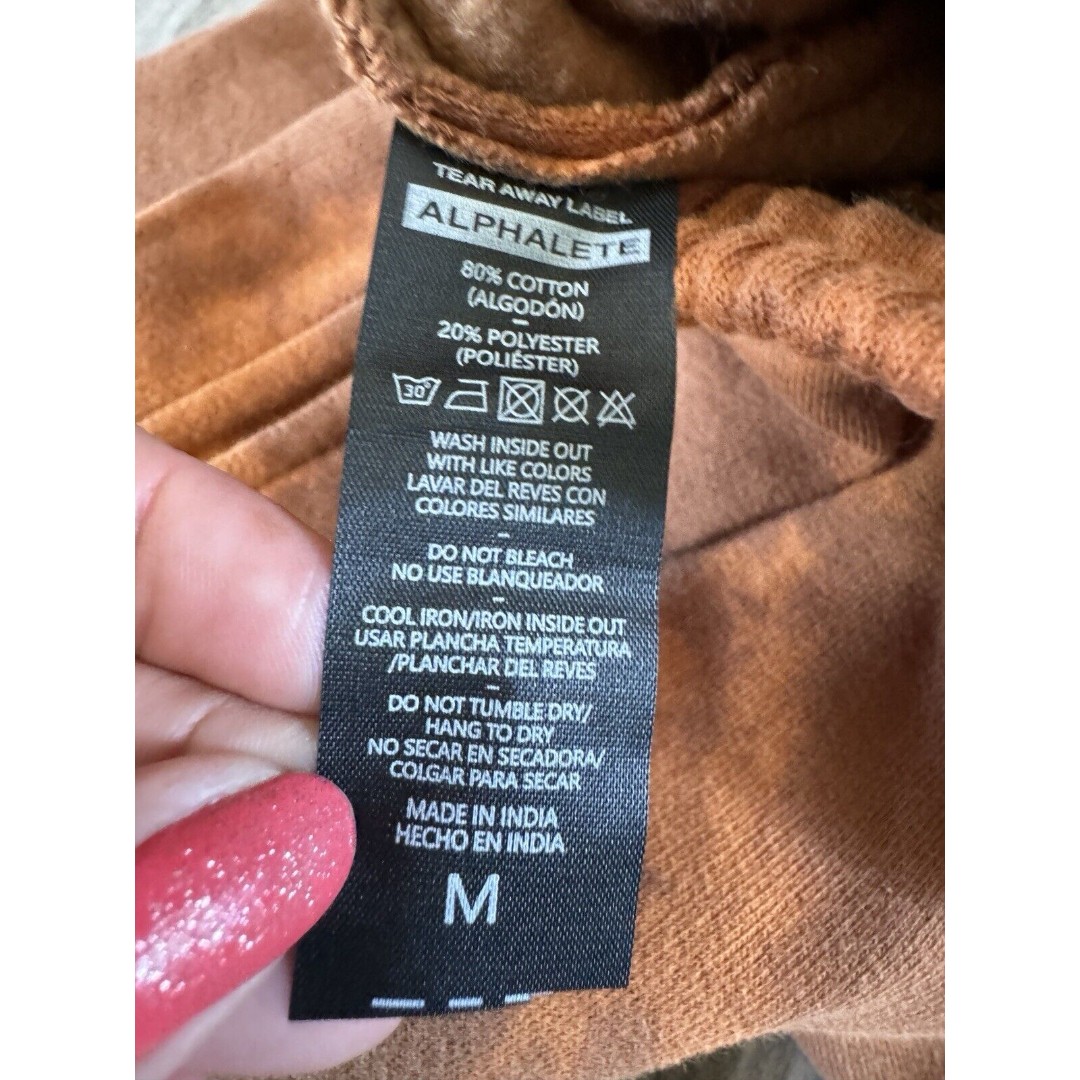 TEAR AWAY LABEL
ALPHALETE
80% COTTON
(ALGODÓN)
–
20% POLYESTER
(POLIÉSTER)
30°
WASH INSIDE OUT
WITH LIKE COLORS
LAVAR DEL REVES CON
COLORES SIMILARES
–
DO NOT BLEACH
NO USE BLANQUEADOR
–
COOL IRON/IRON INSIDE OUT
USAR PLANCHA TEMPERATURA
/PLANCHAR DEL REVES
–
DO NOT TUMBLE DRY/
HANG TO DRY
NO SECAR EN SECADORA/
COLGAR PARA SECAR
MADE IN INDIA
HECHO EN INDIA
M